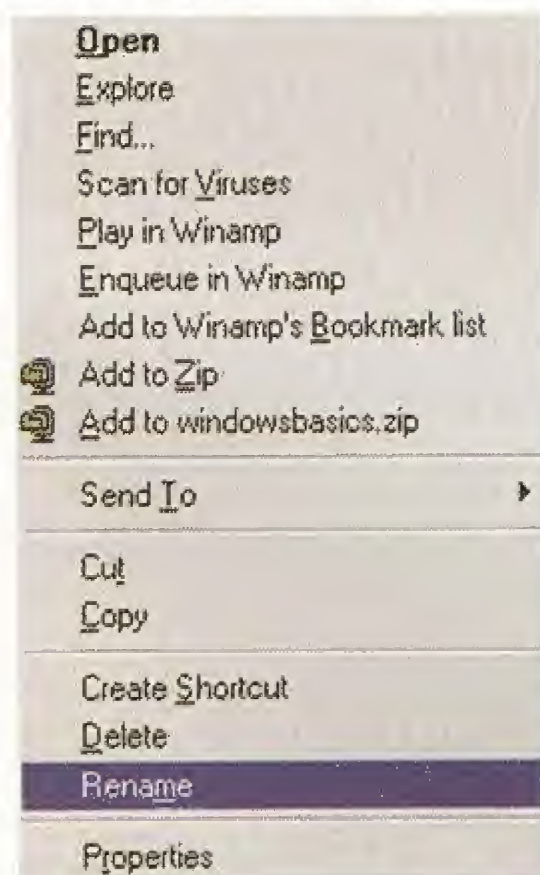 Open
Explore
Find...
Scan for Viruses
Play in Winamp
Enqueue in Winamp
Add to Winamp's Bookmark list
Add to Zip
Add to windowsbasics.zip
Send To
Cut
Copy
Create Shortcut
Delete
Rename
Properties